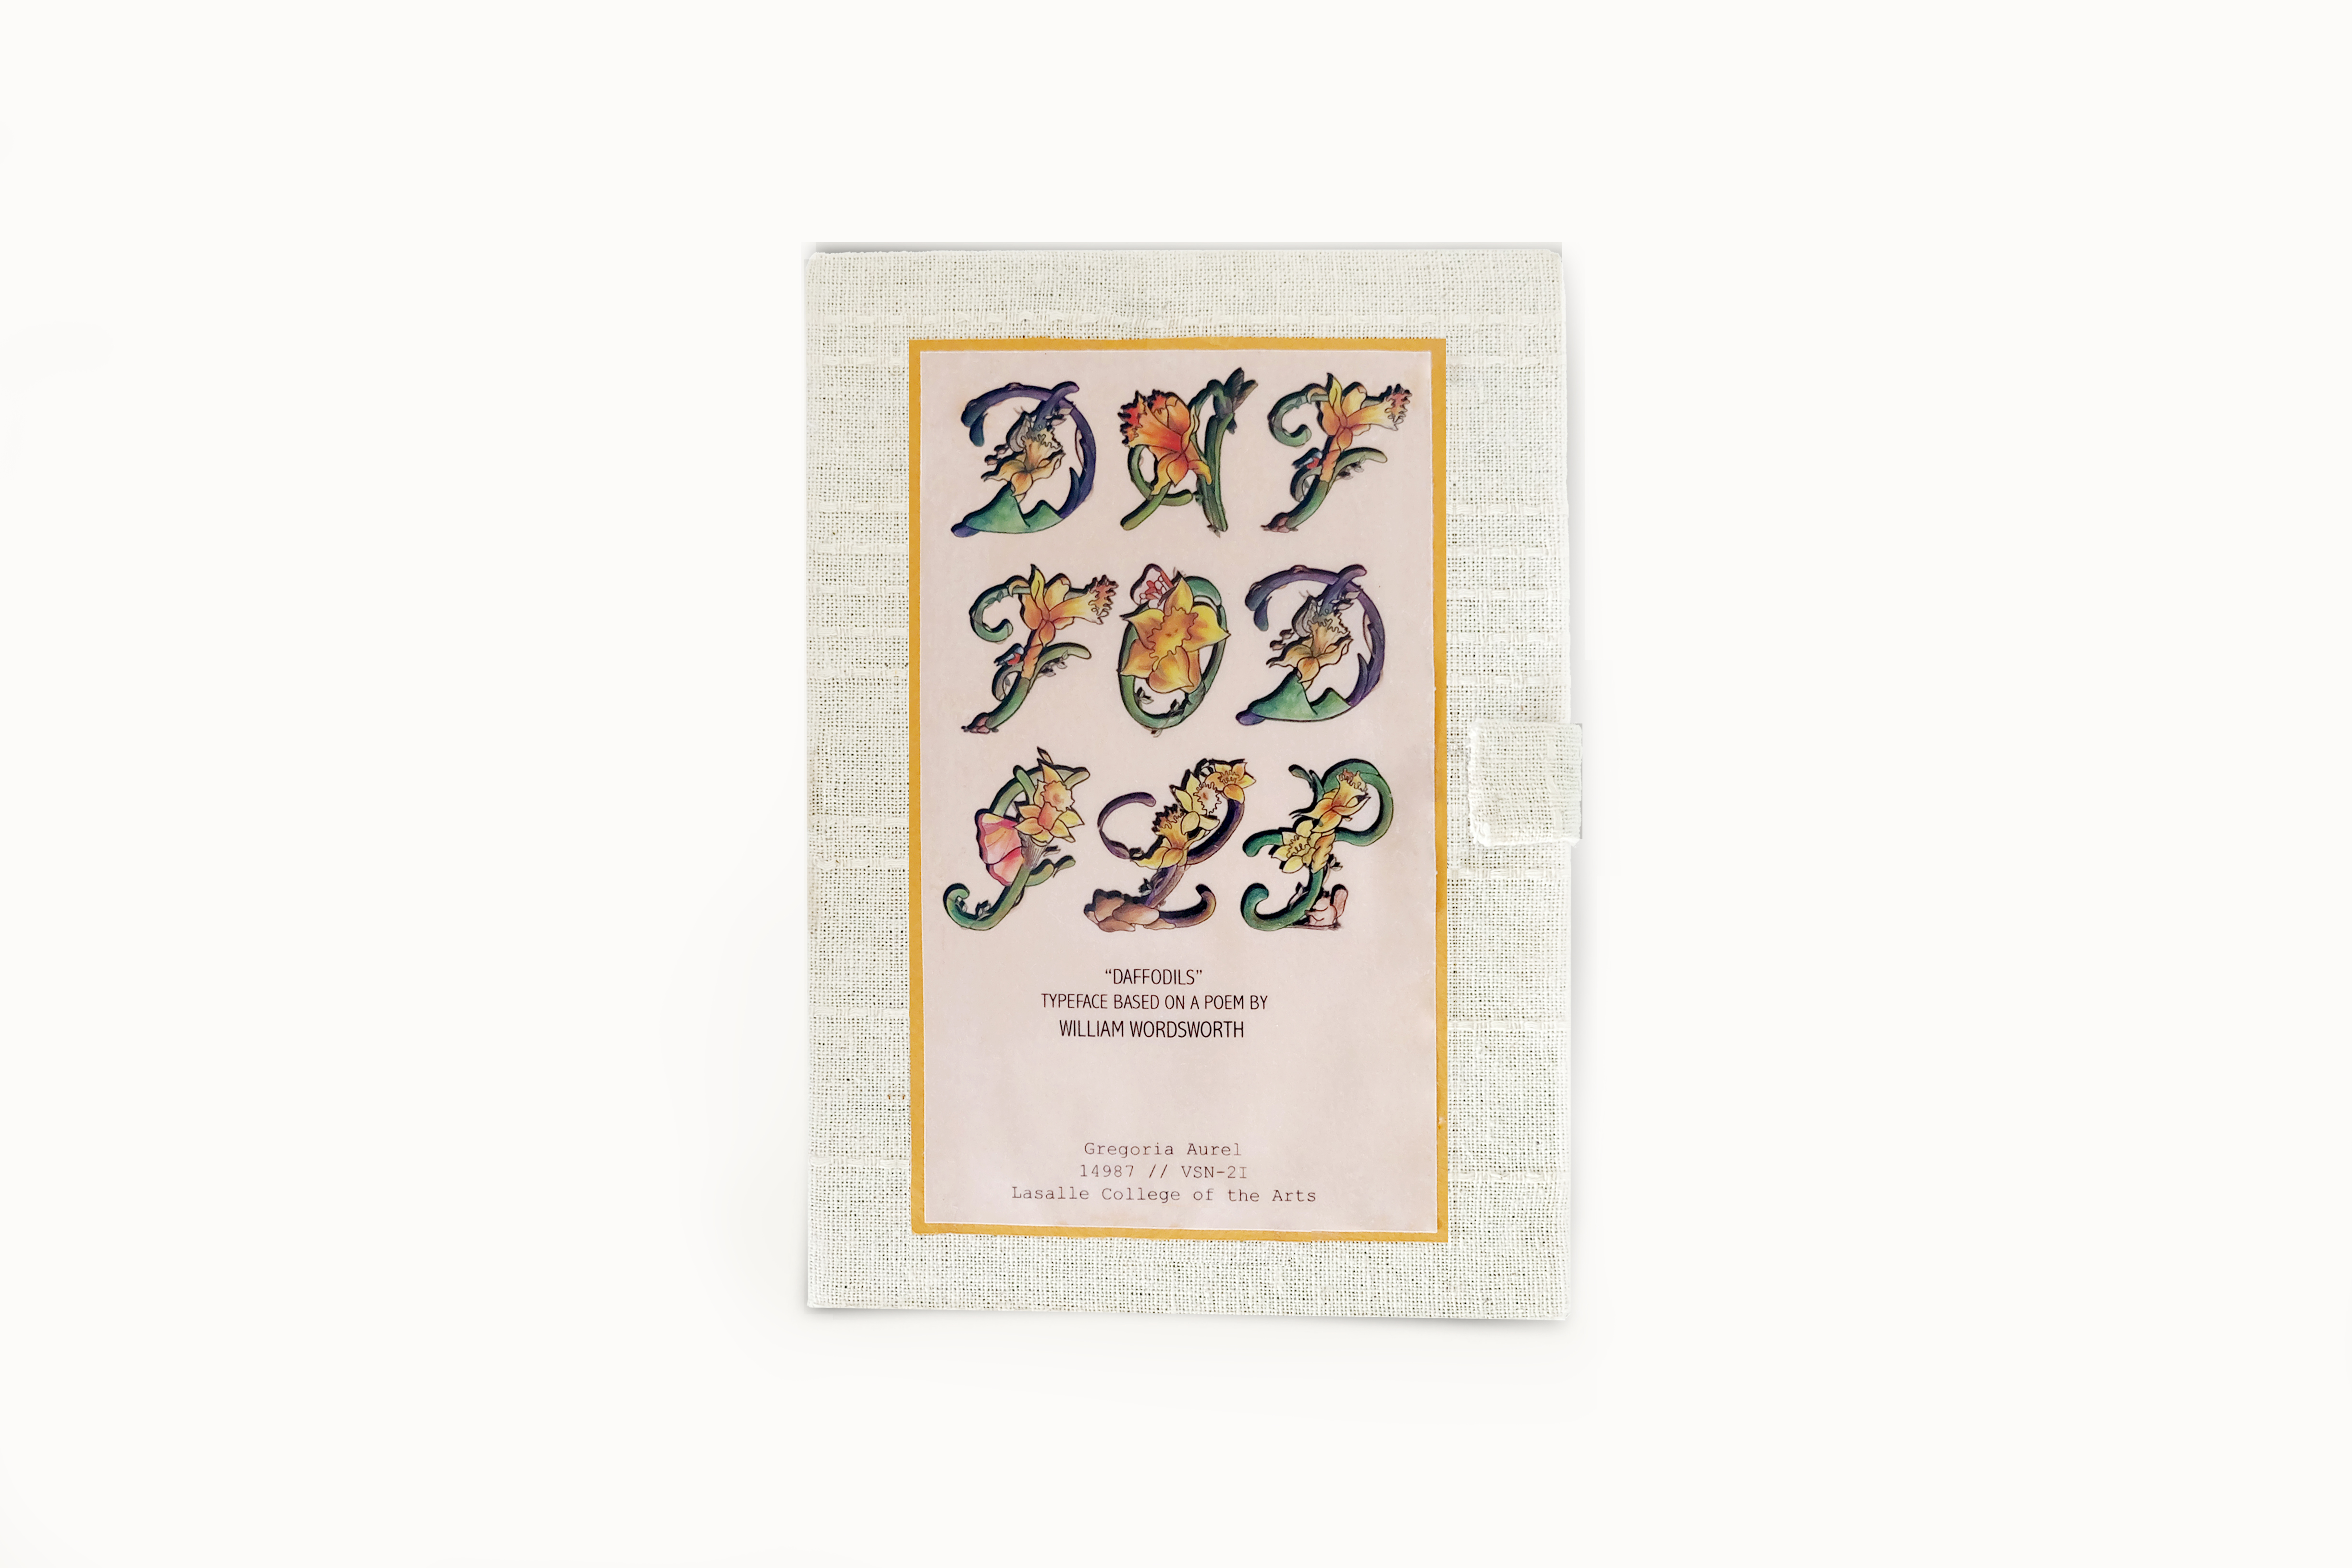 DAF
FOD
ILS
“DAFFODILS”
TYPEFACE BASED ON A POEM BY
WILLIAM WORDSWORTH
Gregoria Aurel
14987 // VSN-2I
Lasalle College of the Arts